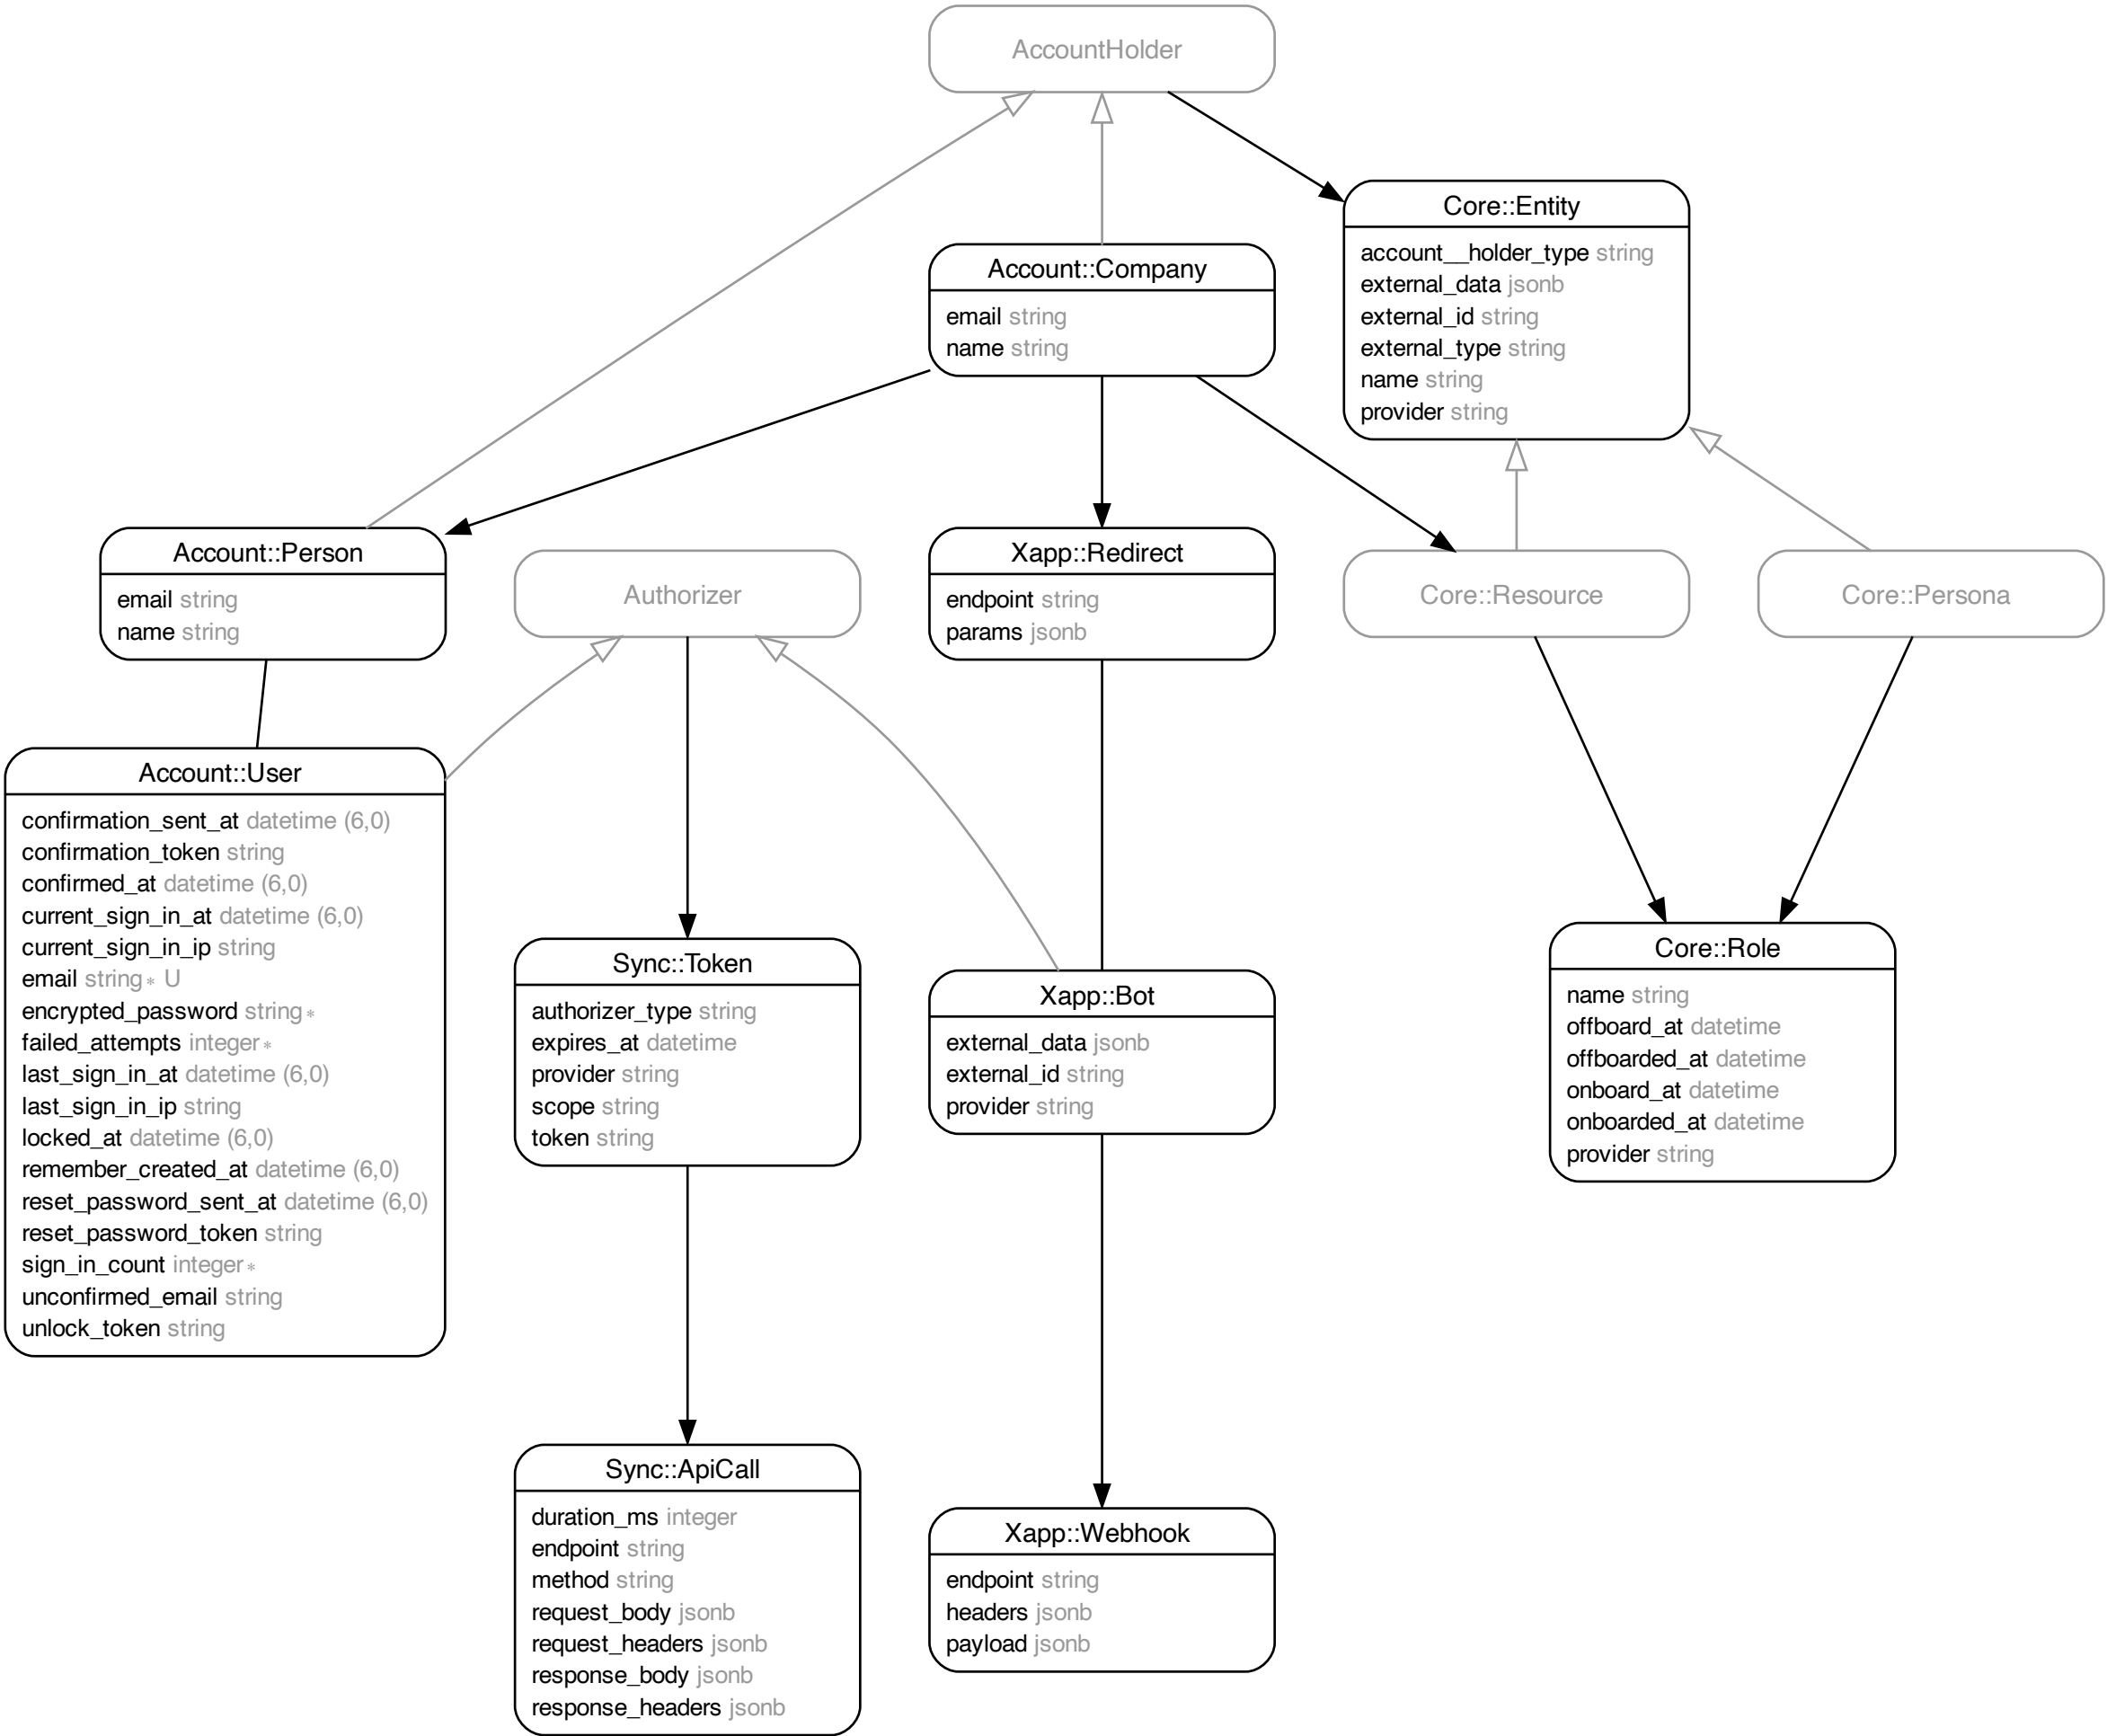 AccountHolder
Core::Entity
account__holder_type string
external_data jsonb
external_id string
external_type string
name string
provider string
Account::Company
email string
name string
Account::Person
email string
name string
Authorizer
Xapp::Redirect
endpoint string
params jsonb
Core::Resource
Core::Persona
Account::User
confirmation_sent_at datetime (6,0)
confirmation_token string
confirmed_at datetime (6,0)
current_sign_in_at datetime (6,0)
current_sign_in_ip string
email string* U
encrypted_password string*
failed_attempts integer*
last_sign_in_at datetime (6,0)
last_sign_in_ip string
locked_at datetime (6,0)
remember_created_at datetime (6,0)
reset_password_sent_at datetime (6,0)
reset_password_token string
sign_in_count integer*
unconfirmed_email string
unlock_token string
Sync::Token
authorizer_type string
expires_at datetime
provider string
scope string
token string
Xapp::Bot
external_data jsonb
external_id string
provider string
Core::Role
name string
offboard_at datetime
offboarded_at datetime
onboard_at datetime
onboarded_at datetime
provider string
Sync::ApiCall
duration_ms integer
endpoint string
method string
request_body jsonb
request_headers jsonb
response_body jsonb
response_headers jsonb
Xapp::Webhook
endpoint string
headers jsonb
payload jsonb